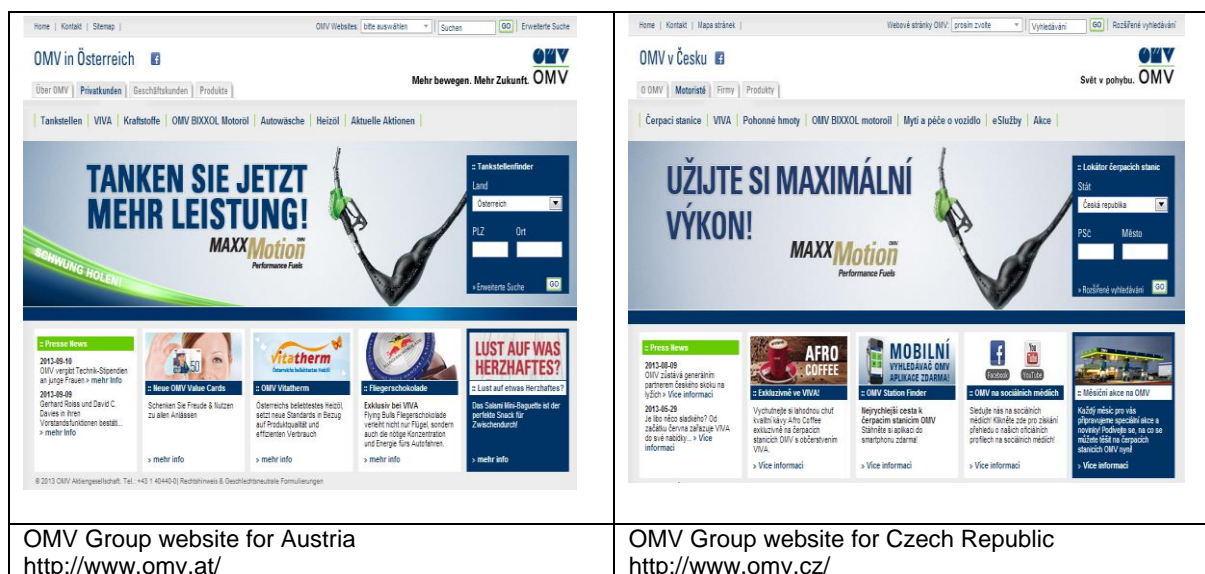 Home | Kontakt | Sitemap |
OMV Websites: bitte auswählen
Suchen
GO
Erweiterte Suche
OMV in Österreich
OMV
Mehr bewegen. Mehr Zukunft. OMV
Über OMV | Privatkunden | Geschäftskunden | Produkte
Tankstellen | VIVA | Kraftstoffe | OMV BIXXOL Motoröl | Autowäsche | Heizöl | Aktuelle Aktionen |
TANKEN SIE JETZT
MEHR LEISTUNG!
MAXXMotion
Performance Fuels
SCHWUNG HOLEN!
:: Tankstellenfinder
Land
Österreich
PLZ Ort
» Erweiterte Suche GO
:: Presse News
2013-09-10
OMV vergibt Technik-Stipendien
an junge Frauen » mehr Info
2013-09-09
Gerhard Roiss und David C.
Davies in ihren
Vorstandsfunktionen bestäti...
» mehr Info
50
:: Neue OMV Value Cards
Schenken Sie Freude & Nutzen
zu allen Anlässen
» mehr info
vitatherm
Österreichs beliebtestes Heizöl
:: OMV Vitatherm
Österreichs beliebtestes Heizöl,
setzt neue Standards in Bezug
auf Produktqualität und
effizienten Verbrauch
» mehr info
:: Fliegerschokolade
Exklusiv bei VIVA
Flying Bulls Fliegerschokolade
verleiht nicht nur Flügel, sondern
auch die nötige Konzentration
und Energie fürs Autofahren.
» mehr info
LUST AUF WAS
HERZHAFTES?
:: Lust auf etwas Herzhaftes?
Das Salami Mini-Baguette ist der
perfekte Snack für
Zwischendurch!
» mehr info
© 2013 OMV Aktiengesellschaft. Tel.: +43 1 40440-0| Rechtshinweis & Geschlechtsneutrale Formulierungen
OMV Group website for Austria
http://www.omv.at/
Home | Kontakt | Mapa stránek |
Webové stránky OMV: prosím zvolte
Vyhledávání
GO
Rozšířené vyhledávání
OMV v Česku
OMV
Svět v pohybu. OMV
O OMV | Motoristé | Firmy | Produkty
Čerpací stanice | VIVA | Pohonné hmoty | OMV BIXXOL motoroil | Mytí a péče o vozidlo | eSlužby | Akce |
UŽIJTE SI MAXIMÁLNÍ
VÝKON!
MAXXMotion
Performance Fuels
:: Lokátor čerpacích stanic
Stát
Česká republika
PSč Město
» Rozšířené vyhledávání GO
:: Press News
2013-08-09
OMV zůstává generálním
partnerem českého skoku na
lyžích » Více informací
2013-05-29
Je libo něco sladkého? Od
začátku června zařazuje VIVA
do své nabídky... » Více
informací
AFRO
COFFEE
:: Exkluzivně ve VIVA!
Vychutnejte si lahodnou chuť
kvalitní kávy Afro Coffee
exkluzivně na čerpacích
stanicích OMV s občerstvením
VIVA.
» Více informací
MOBILNÍ
VYHLEDÁVAČ OMV
APLIKACE ZDARMA!
:: OMV Station Finder
Nejrychlejší cesta k
čerpacím stanicím OMV
Stáhněte si aplikaci do
smartphonu zdarma!
» Více informací
You
Tube
Facebook YouTube
:: OMV na sociálních médiích
Sledujte nás na sociálních
médiích! Klikněte zde pro získání
přehledu o našich oficiálních
profilech na sociálních médiích!
» Více informací
:: Měsíční akce na OMV
Každý měsíc pro vás
připravujeme speciální akce a
novinky! Podívejte se, na co se
můžete těšit na čerpacích
stanicích OMV nyní!
» Více informací
OMV Group website for Czech Republic
http://www.omv.cz/